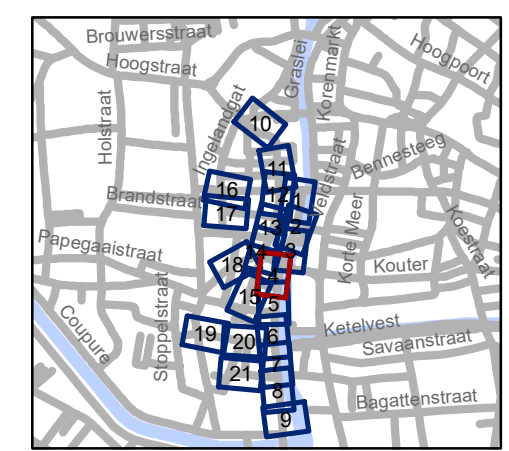 Brouwersstraat
Hoogstraat
Graslei
Korenmarkt
Hoogpoort
Holstraat
Ingelandgat
10
Bennesteeg
11
Veldstraat
16
12
1
Brandstraat
17
13
2
Korte Meer
Koestraat
Papegaaistraat
14
3
18
4
Kouter
15
5
Coupure
Stoppelstraat
19
20
6
Ketelvest
Savaanstraat
21
7
8
Bagattenstraat
9